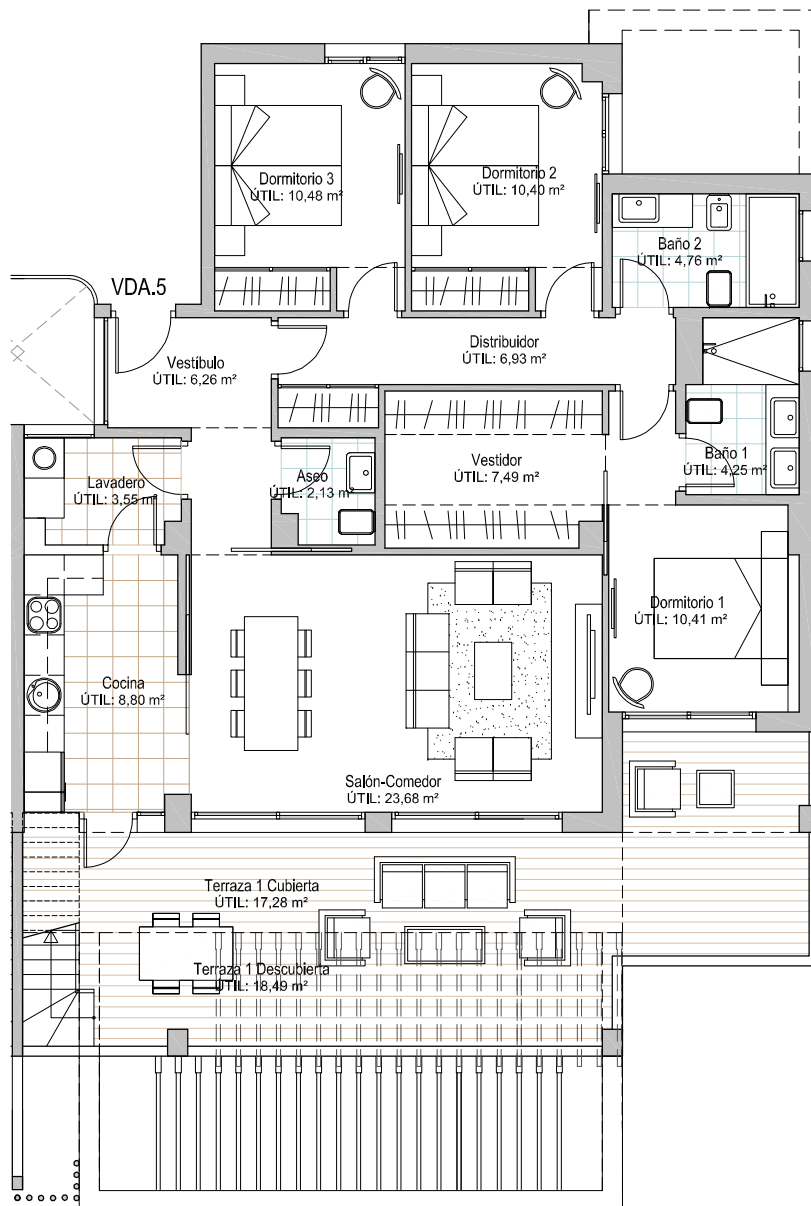 Dormitorio 3
ÚTIL: 10,48 m²
Dormitorio 2
ÚTIL: 10,40 m²
Baño 2
ÚTIL: 4,76 m²
VDA.5
Vestíbulo
ÚTIL: 6,26 m²
Distribuidor
ÚTIL: 6,93 m²
Lavadero
ÚTIL: 3,55 m²
Aseo
ÚTIL: 2,13 m²
Vestidor
ÚTIL: 7,49 m²
Baño 1
ÚTIL: 4,25 m²
Dormitorio 1
ÚTIL: 10,41 m²
Cocina
ÚTIL: 8,80 m²
Salón-Comedor
ÚTIL: 23,68 m²
Terraza 1 Cubierta
ÚTIL: 17,28 m²
Terraza 1 Descubierta
ÚTIL: 18,49 m²